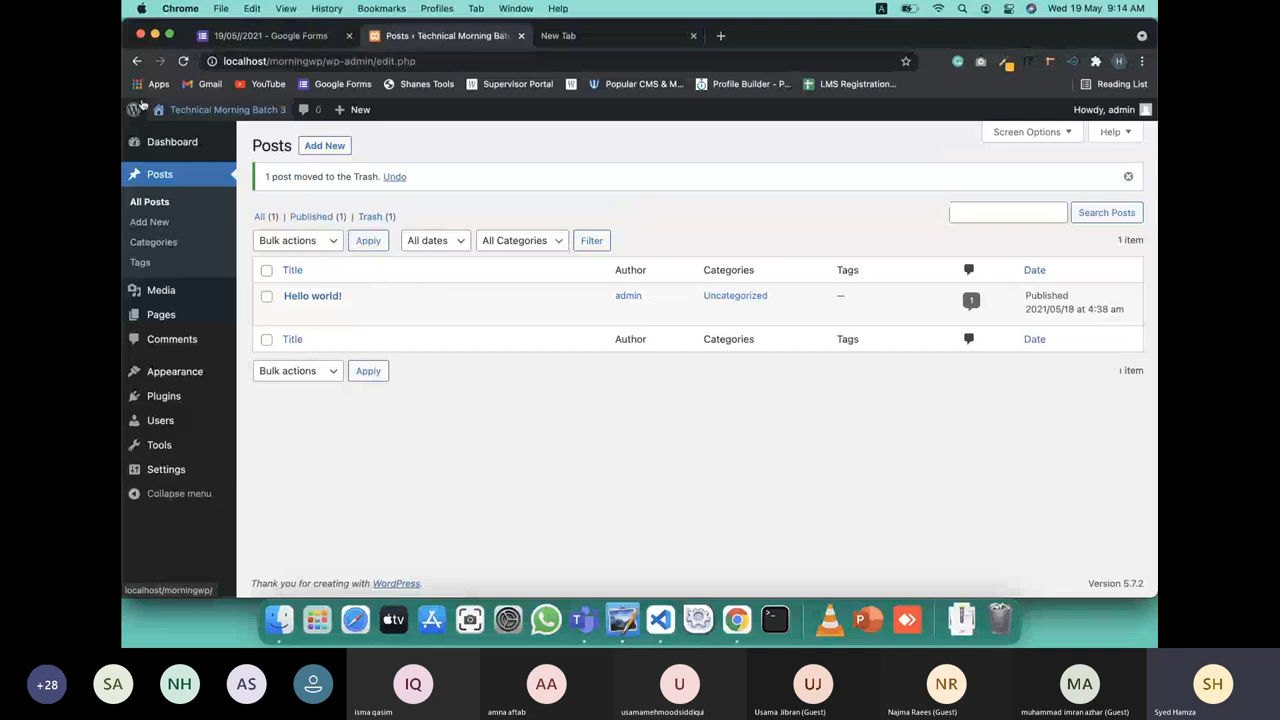 Chrome File Edit View History Bookmarks Profiles Tab Window Help A Wed 19 May 9:14 AM
19/05//2021 - Google Forms Posts ‹ Technical Morning Batc New Tab
localhost/morningwp/wp-admin/edit.php H
Apps Gmail YouTube Google Forms Shanes Tools Supervisor Portal Popular CMS & M... Profile Builder - P... LMS Registration... Reading List
Technical Morning Batch 3 0 New Howdy, admin
Dashboard
Posts
All Posts
Add New
Categories
Tags
Media
Pages
Comments
Appearance
Plugins
Users
Tools
Settings
Collapse menu
localhost/morningwp/
Posts Add New Screen Options Help
1 post moved to the Trash. Undo
All (1) | Published (1) | Trash (1) Search Posts
Bulk actions Apply All dates All Categories Filter 1 item
Title Author Categories Tags Date
Hello world! admin Uncategorized — 1 Published
2021/05/18 at 4:38 am
Title Author Categories Tags Date
Bulk actions Apply 1 item
Thank you for creating with WordPress. Version 5.7.2
tv
+28 SA NH AS IQ AA U UJ NR MA SH
isma qasim amna aftab usamamehmoodsiddiqui Usama Jibran (Guest) Najma Raees (Guest) muhammad imran azhar (Guest) Syed Hamza